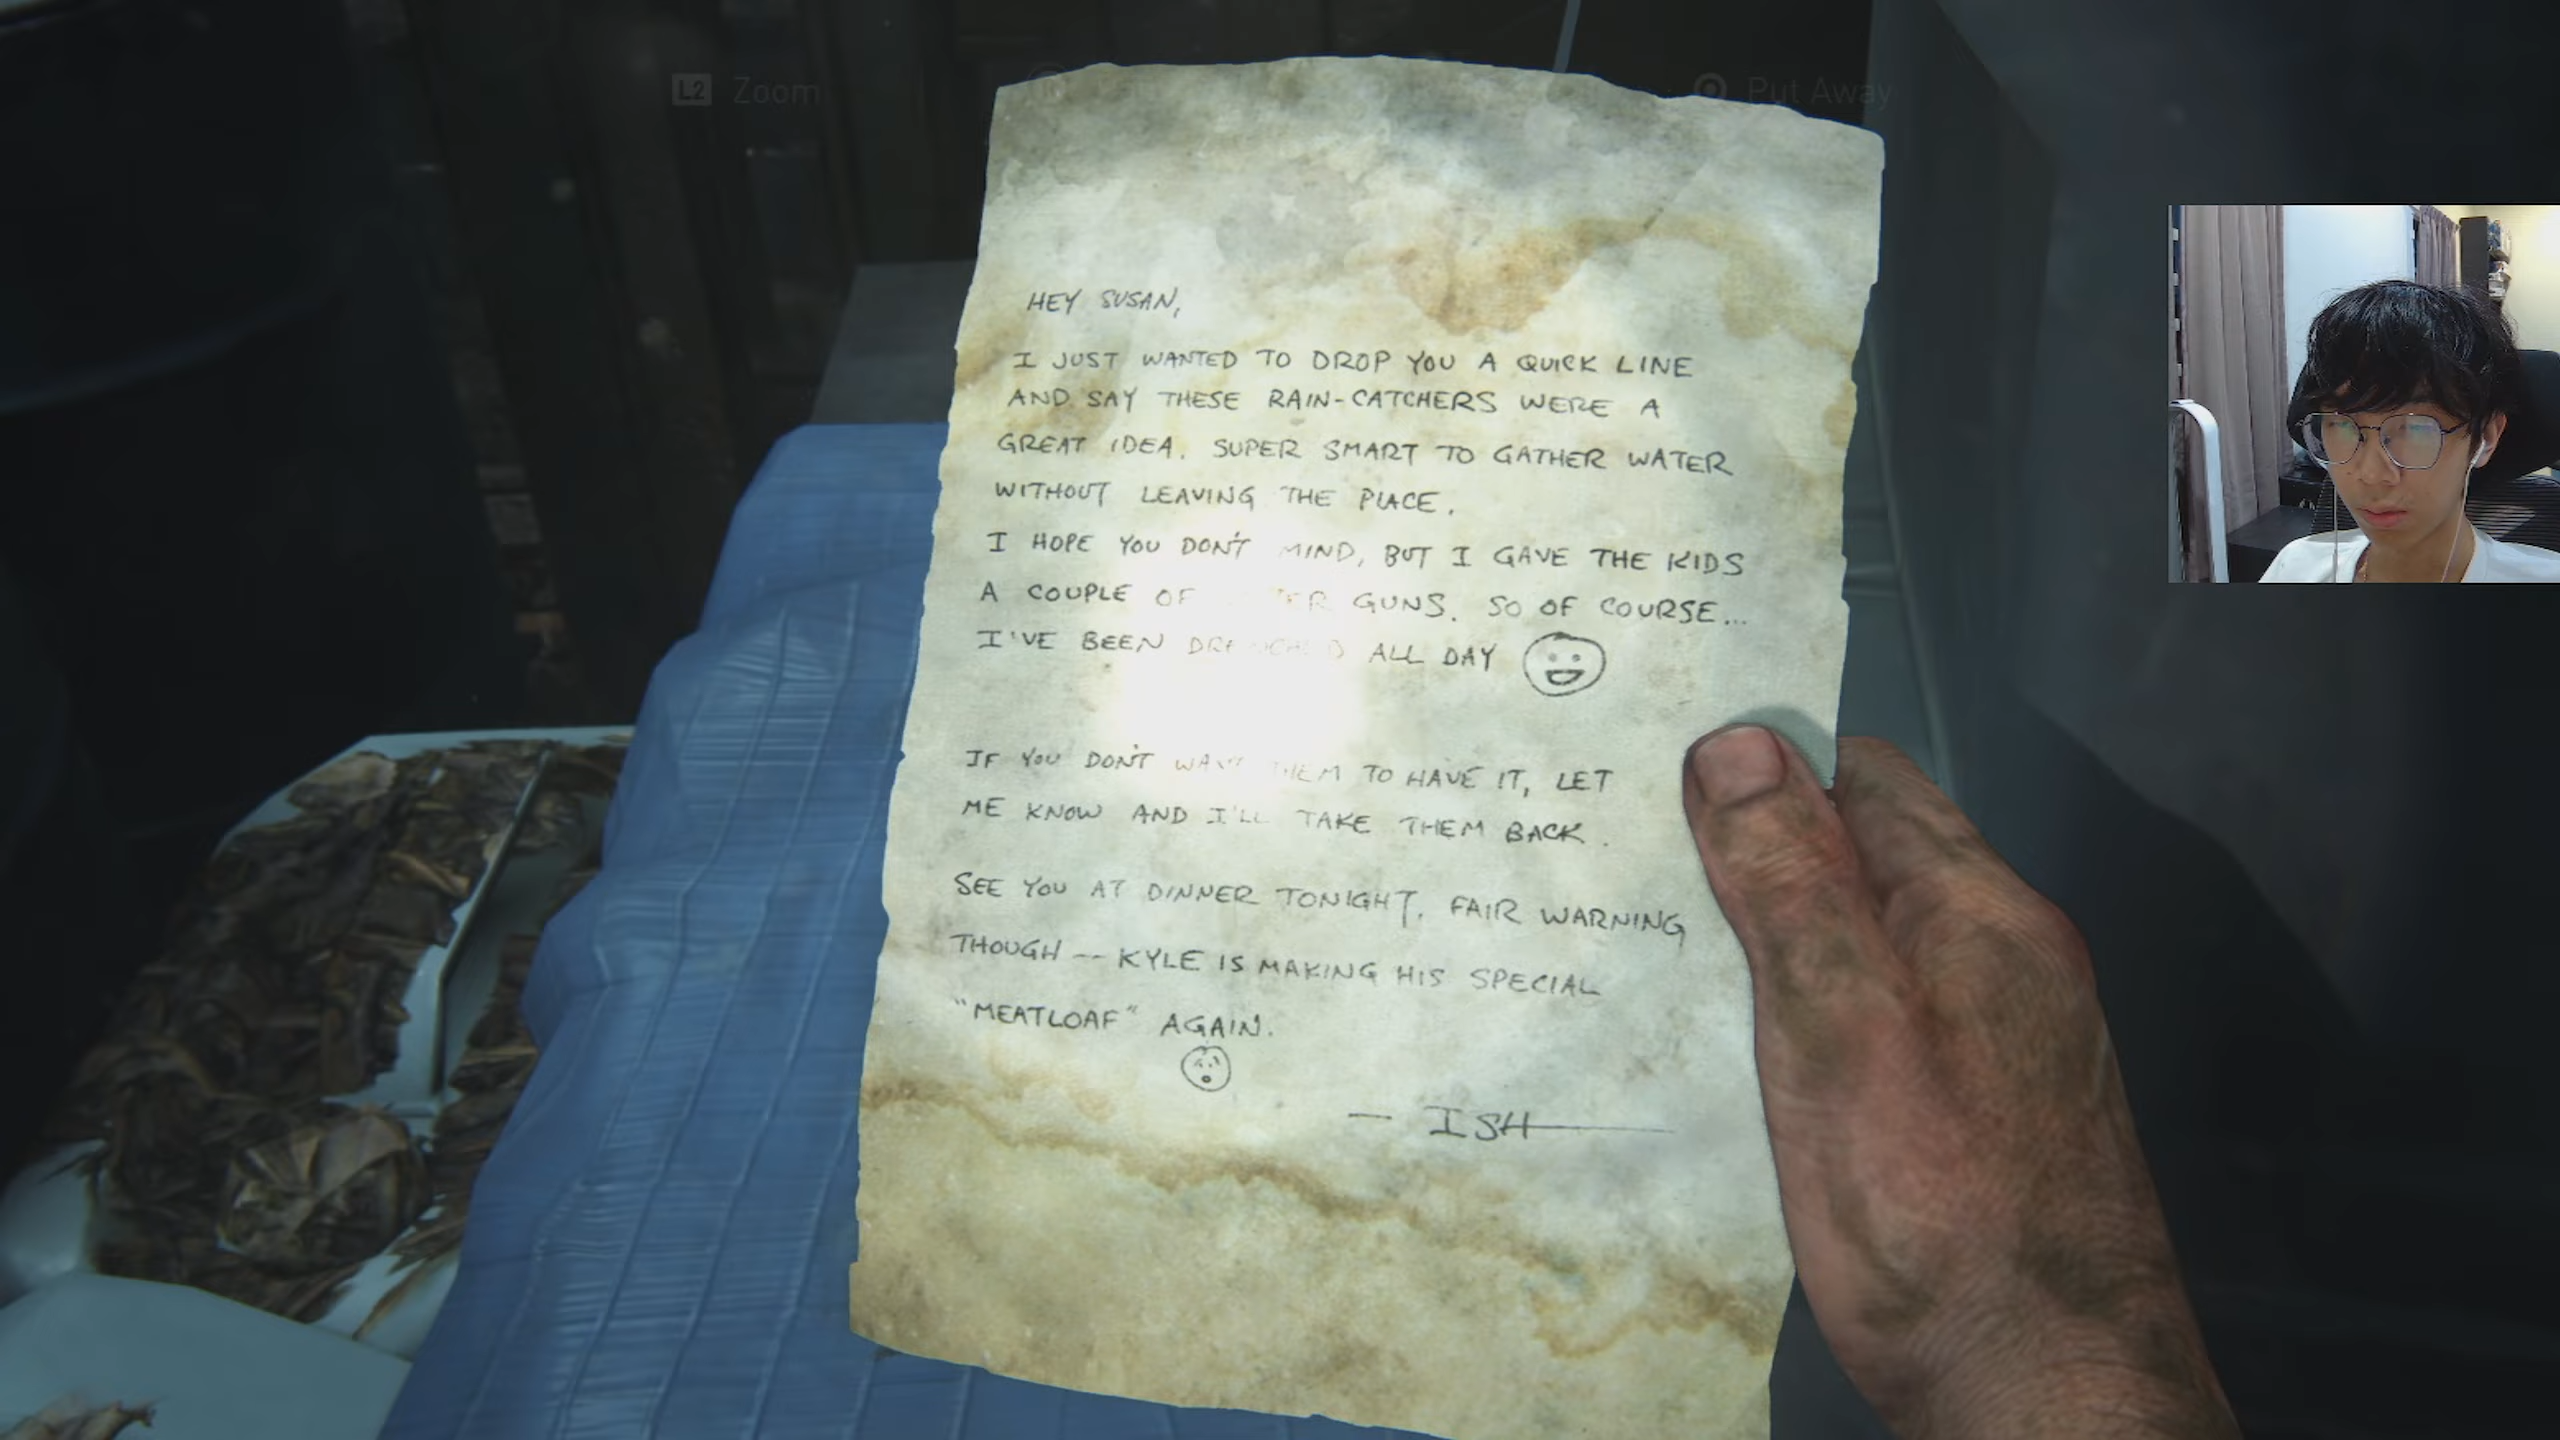 L2 Zoom
Put Away
HEY SUSAN,
I JUST WANTED TO DROP YOU A QUICK LINE
AND SAY THESE RAIN-CATCHERS WERE A
GREAT IDEA. SUPER SMART TO GATHER WATER
WITHOUT LEAVING THE PLACE.
I HOPE YOU DON'T MIND, BUT I GAVE THE KIDS
A COUPLE OF GUNS. SO OF COURSE...
I'VE BEEN DRENCHED ALL DAY
IF YOU DON'T WANT THEM TO HAVE IT, LET
ME KNOW AND I'LL TAKE THEM BACK.
SEE YOU AT DINNER TONIGHT. FAIR WARNING
THOUGH -- KYLE IS MAKING HIS SPECIAL
"MEATLOAF" AGAIN.
- ISH